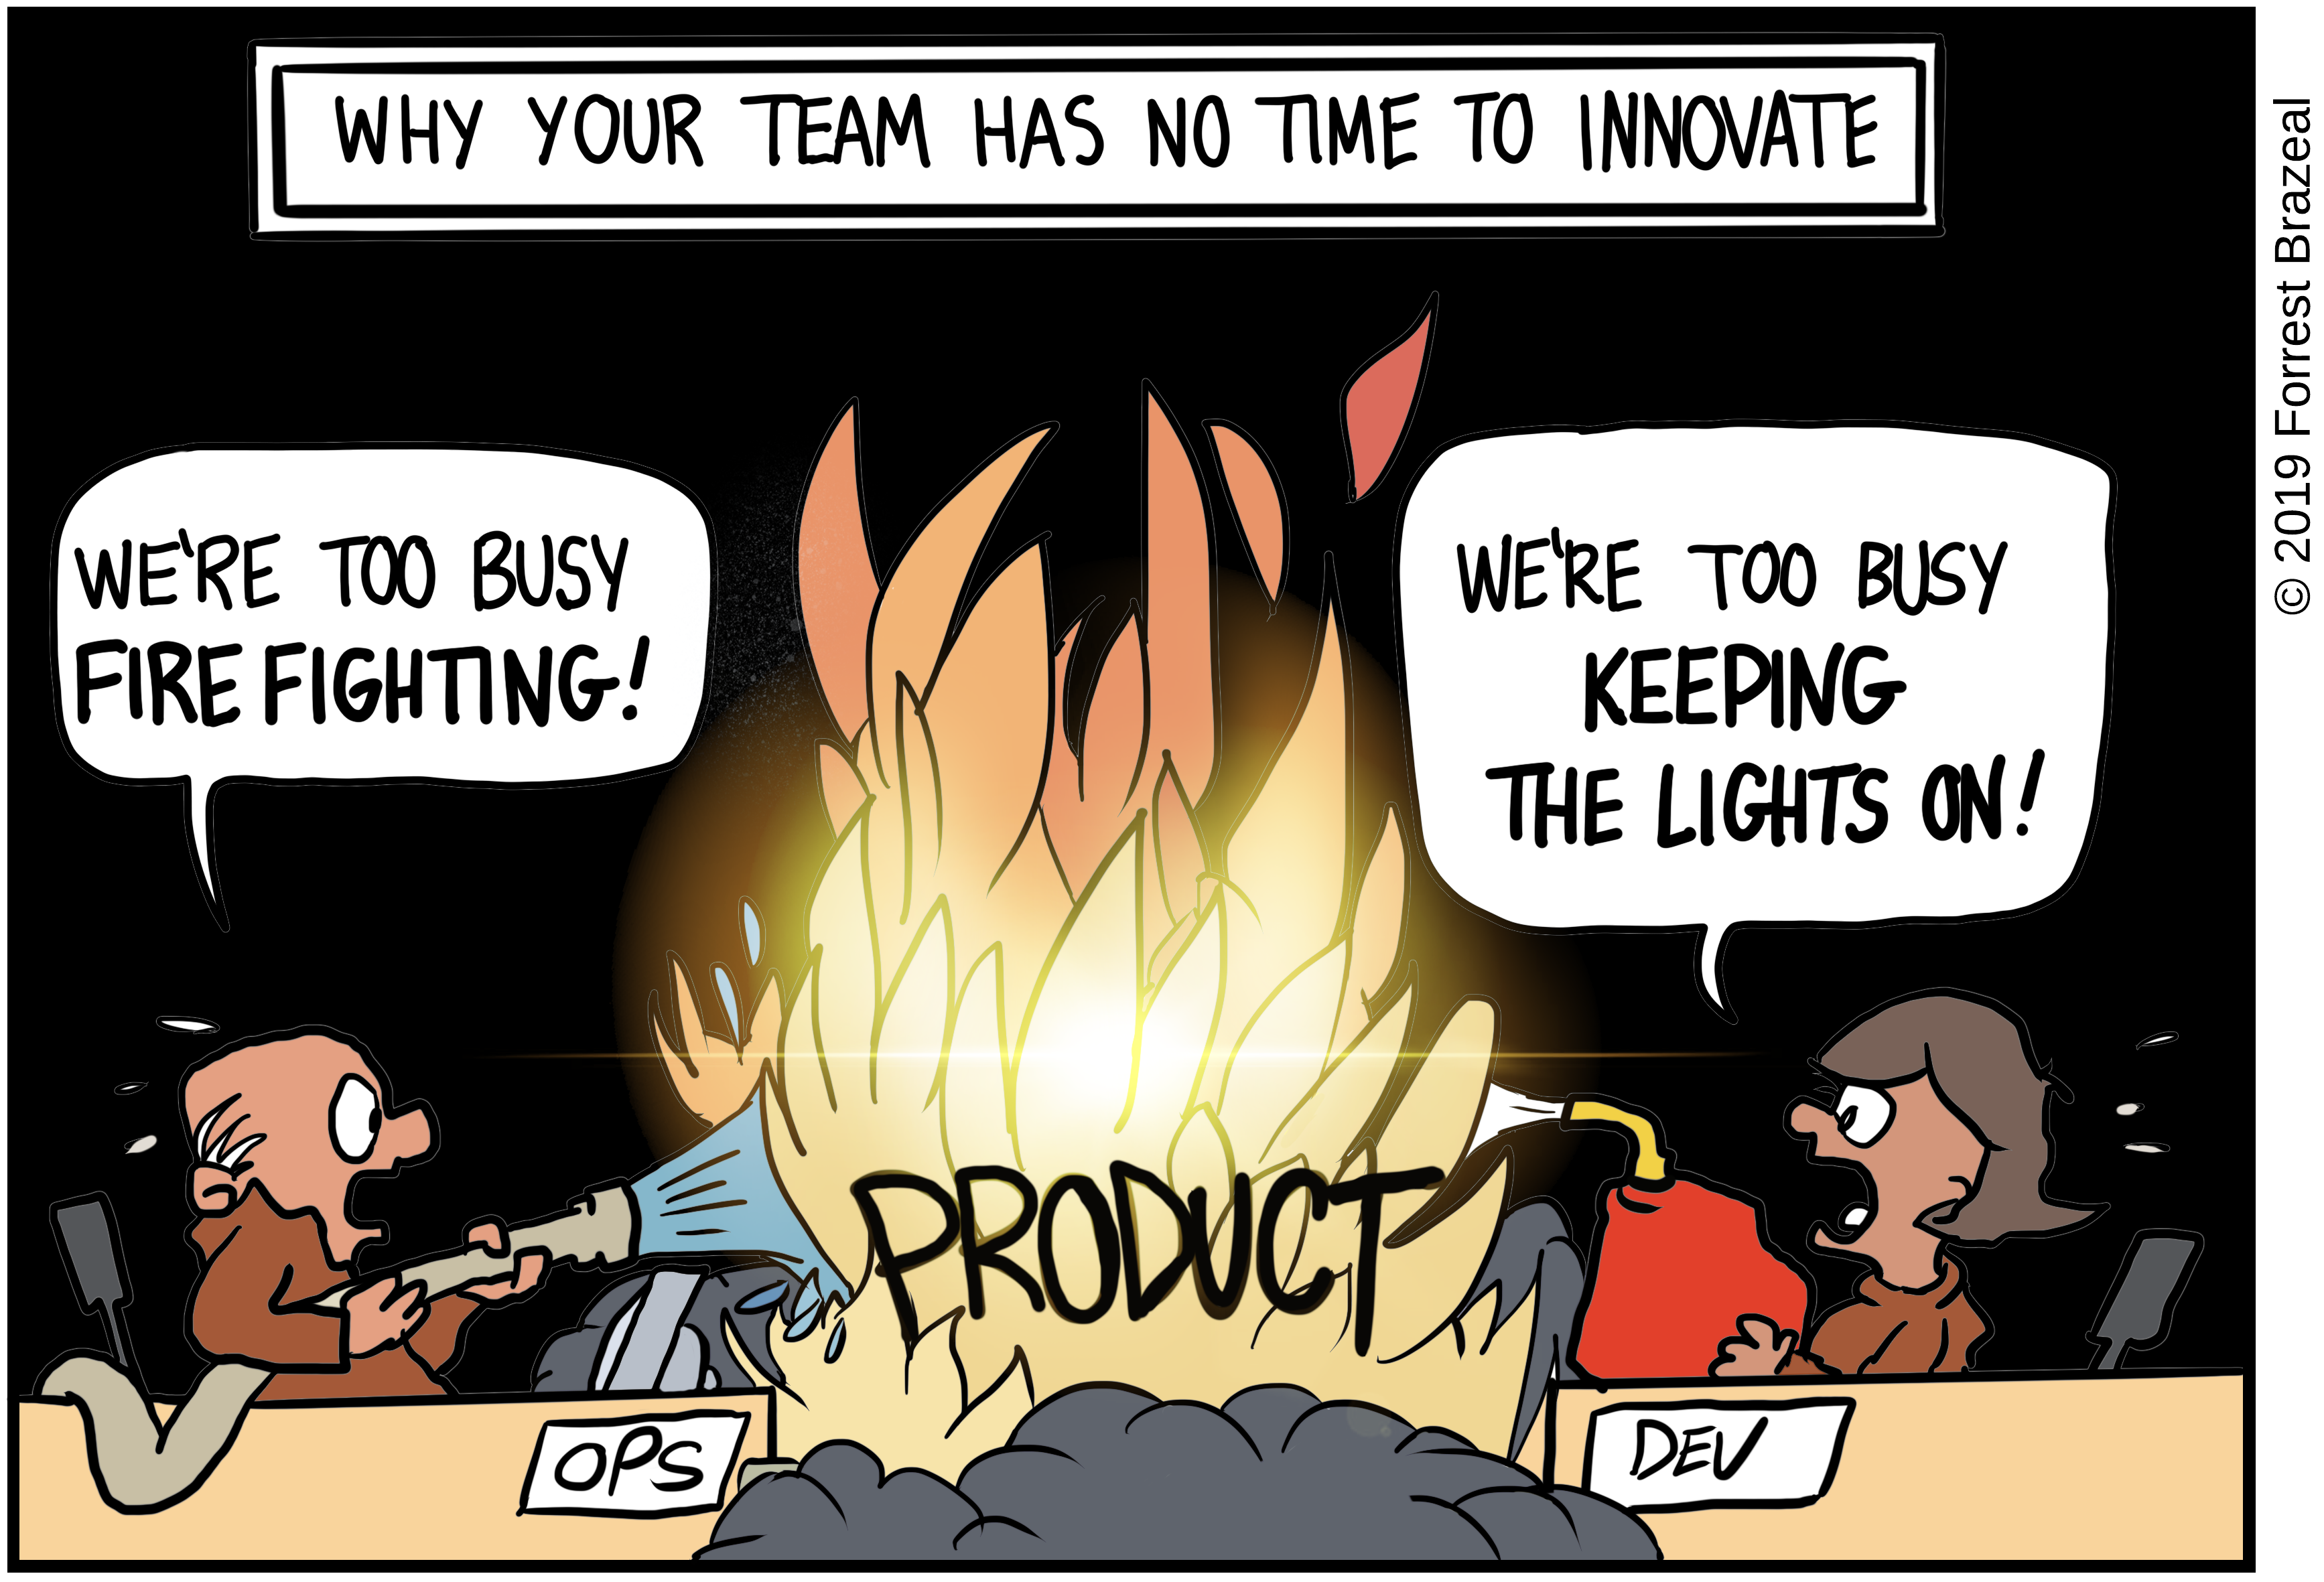 WHY YOUR TEAM HAS NO TIME TO INNOVATE
WE'RE TOO BUSY
FIRE FIGHTING!
WE'RE TOO BUSY
KEEPING
THE LIGHTS ON!
PRODUCT
OPS
DEV
© 2019 Forrest Brazeal